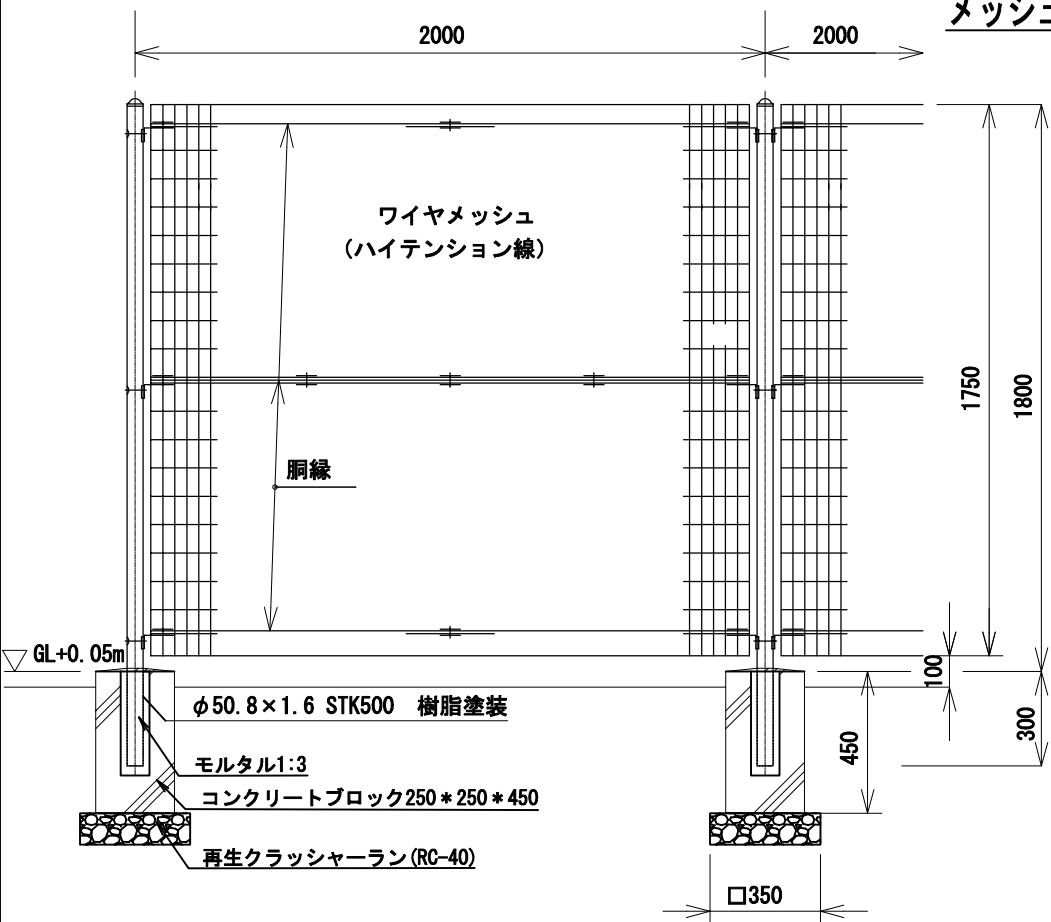 メッシュ
2000
2000
ワイヤメッシュ
(ハイテンション線)
1750
1800
胴縁
GL+0.05m
100
φ50.8×1.6 STK500 樹脂塗装
300
450
モルタル1:3
コンクリートブロック250*250*450
再生クラッシャーラン(RC-40)
□350